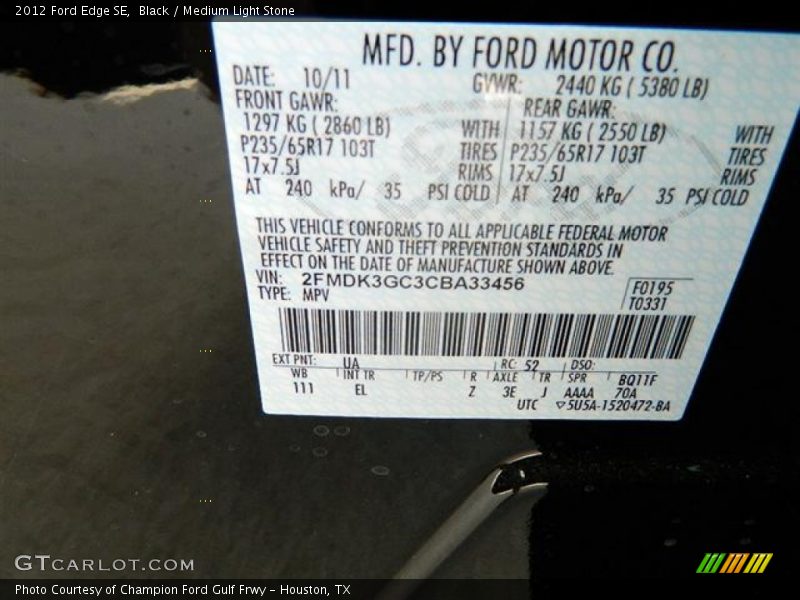 2012 Ford Edge SE,  Black / Medium Light Stone
MFD. BY FORD MOTOR CO.
DATE: 10/11 GVWR: 2440 KG ( 5380 LB)
FRONT GAWR: REAR GAWR:
1297 KG ( 2860 LB) WITH 1157 KG ( 2550 LB) WITH
P235/65R17 103T TIRES P235/65R17 103T TIRES
17x7.5J RIMS 17x7.5J RIMS
AT 240 kPa/ 35 PSI COLD AT 240 kPa/ 35 PSI COLD
THIS VEHICLE CONFORMS TO ALL APPLICABLE FEDERAL MOTOR
VEHICLE SAFETY AND THEFT PREVENTION STANDARDS IN
EFFECT ON THE DATE OF MANUFACTURE SHOWN ABOVE.
VIN: 2FMDK3GC3CBA33456 F0195
TYPE: MPV T0331
EXT PNT: UA RC: 52 DSO:
WB INT TR TP/PS R AXLE TR SPR BQ11F
111 EL Z 3E J AAAA 70A
UTC ▽5U5A-1520472-BA
GTCARLOT.COM
Photo Courtesy of Champion Ford Gulf Frwy – Houston, TX